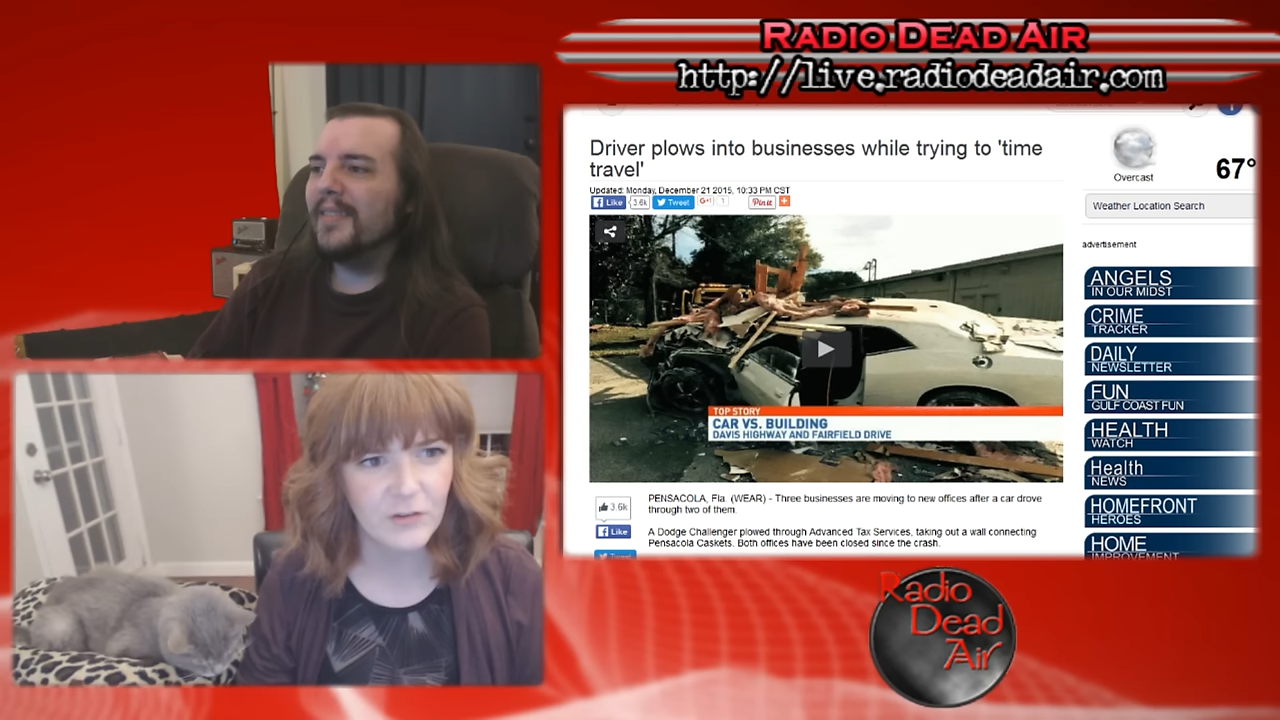 RADIO DEAD AIR
http://live.radiodeadair.com
Driver plows into businesses while trying to 'time
travel'
Updated: Monday, December 21 2015, 10:33 PM CST
Like 3.6k Tweet G+1 1 Pin it
Overcast
67°
Weather Location Search
advertisement
ANGELS
IN OUR MIDST
CRIME
TRACKER
DAILY
NEWSLETTER
FUN
GULF COAST FUN
HEALTH
WATCH
Health
NEWS
HOMEFRONT
HEROES
HOME
IMPROVEMENT
TOP STORY
CAR VS. BUILDING
DAVIS HIGHWAY AND FAIRFIELD DRIVE
3.6k
Like
Tweet
PENSACOLA, Fla. (WEAR) - Three businesses are moving to new offices after a car drove
through two of them.
A Dodge Challenger plowed through Advanced Tax Services, taking out a wall connecting
Pensacola Caskets. Both offices have been closed since the crash.
Radio
Dead
Air